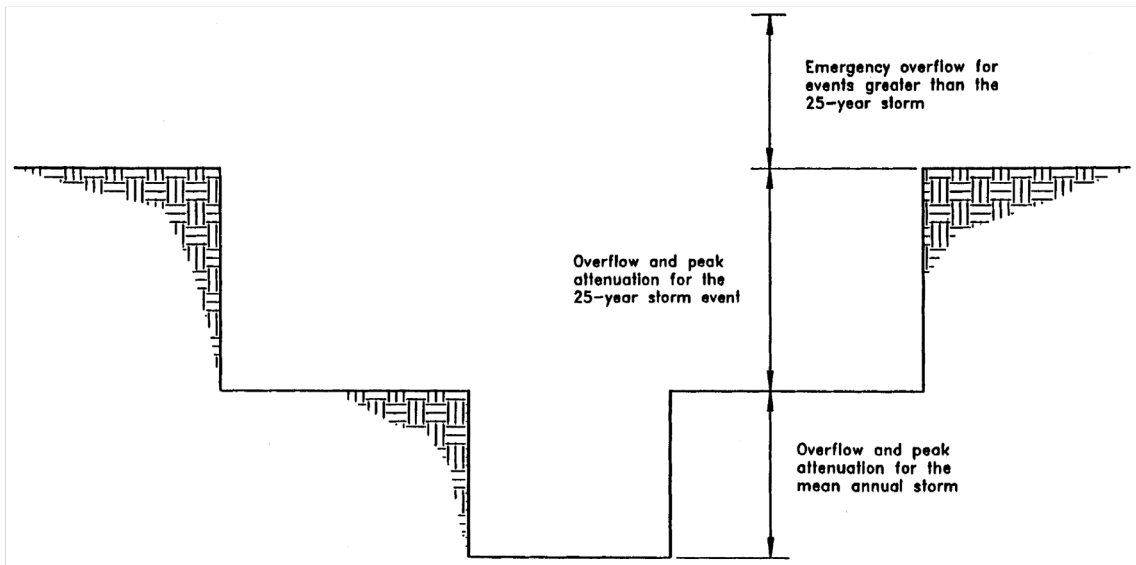 Emergency overflow for
events greater than the
25-year storm
Overflow and peak
attenuation for the
25-year storm event
Overflow and peak
attenuation for the
mean annual storm